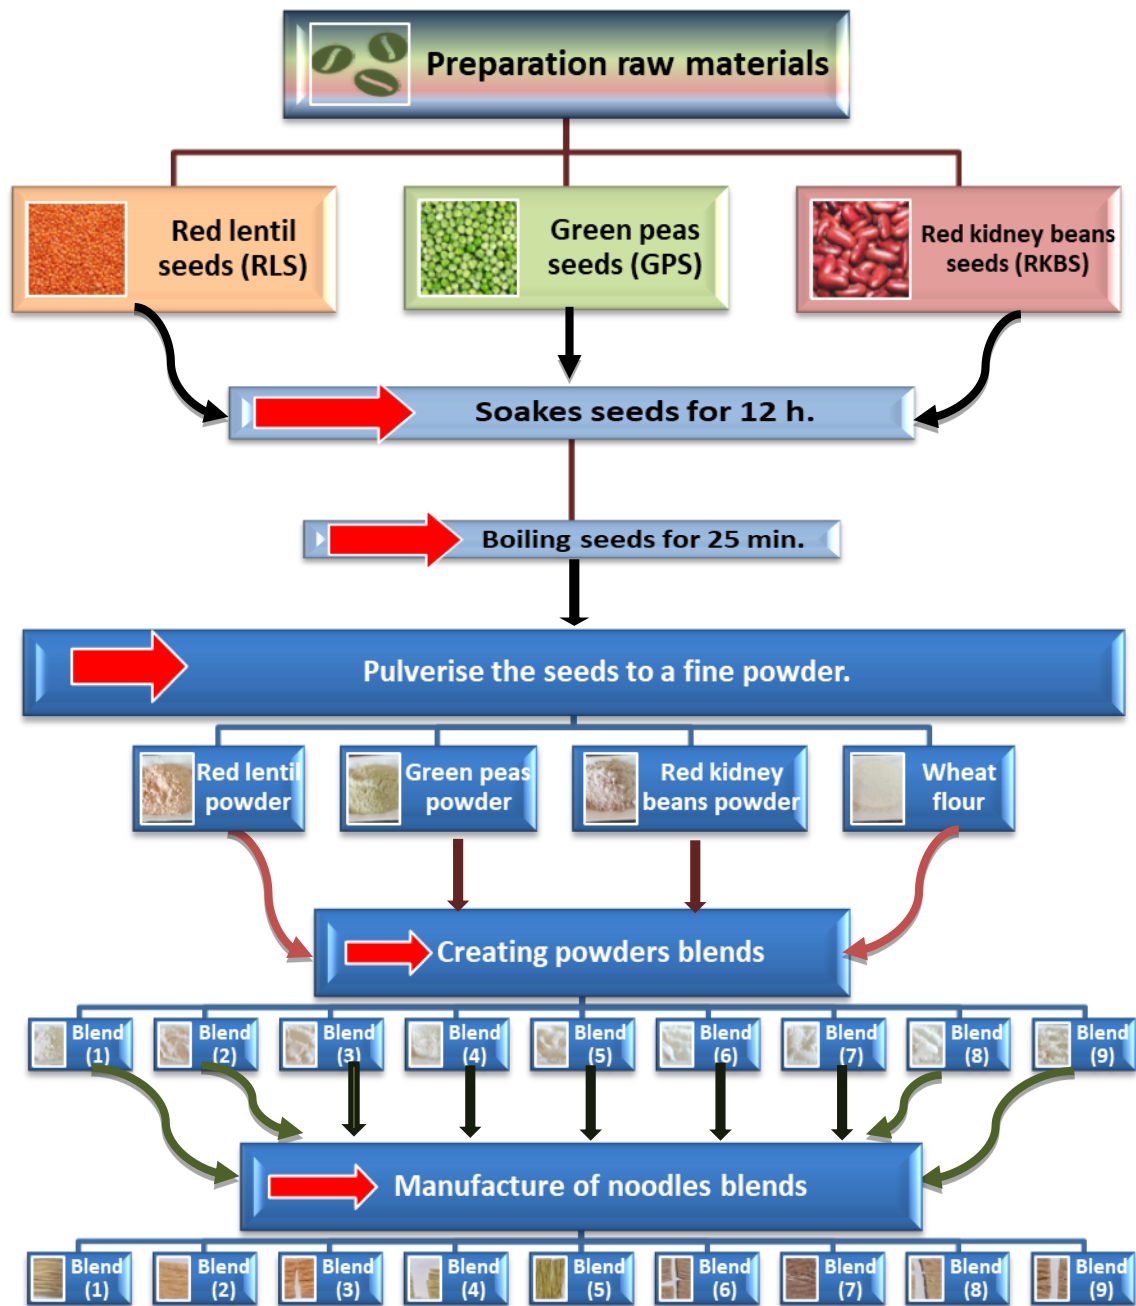 Preparation raw materials
Red lentil
seeds (RLS)
Green peas
seeds (GPS)
Red kidney beans
seeds (RKBS)
Soakes seeds for 12 h.
Boiling seeds for 25 min.
Pulverise the seeds to a fine powder.
Red lentil
powder
Green peas
powder
Red kidney
beans powder
Wheat
flour
Creating powders blends
Blend
(1)
Blend
(2)
Blend
(3)
Blend
(4)
Blend
(5)
Blend
(6)
Blend
(7)
Blend
(8)
Blend
(9)
Manufacture of noodles blends
Blend
(1)
Blend
(2)
Blend
(3)
Blend
(4)
Blend
(5)
Blend
(6)
Blend
(7)
Blend
(8)
Blend
(9)